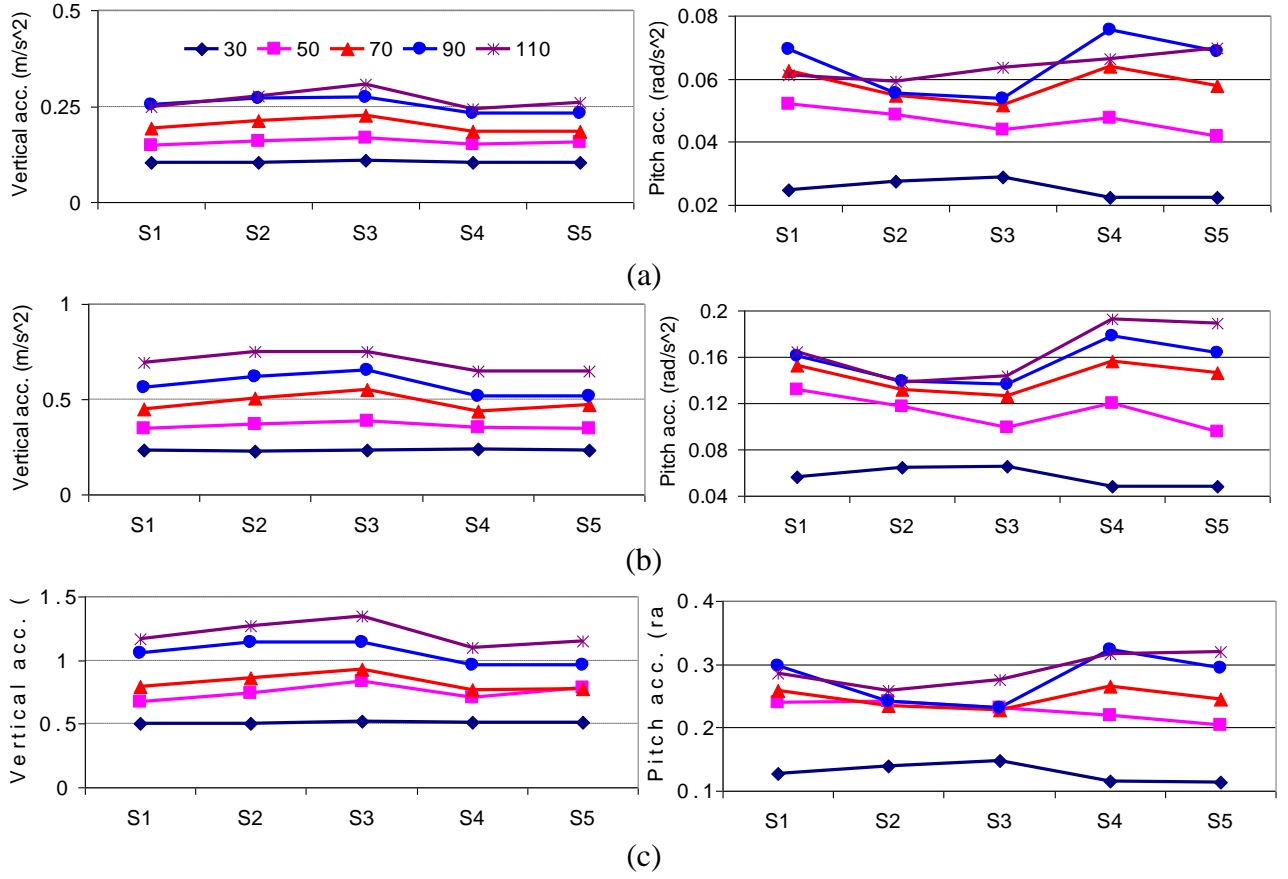 Vertical acc. (m/s^2)
0.5
0.25
0
30 50 70 90 110
S1 S2 S3 S4 S5
Pitch acc. (rad/s^2)
0.08
0.06
0.04
0.02
S1 S2 S3 S4 S5
(a)
Vertical acc. (m/s^2)
1
0.5
0
S1 S2 S3 S4 S5
Pitch acc. (rad/s^2)
0.2
0.16
0.12
0.08
0.04
S1 S2 S3 S4 S5
(b)
Vertical acc. (
1.5
1
0.5
0
S1 S2 S3 S4 S5
Pitch acc. (ra
0.4
0.3
0.2
0.1
S1 S2 S3 S4 S5
(c)